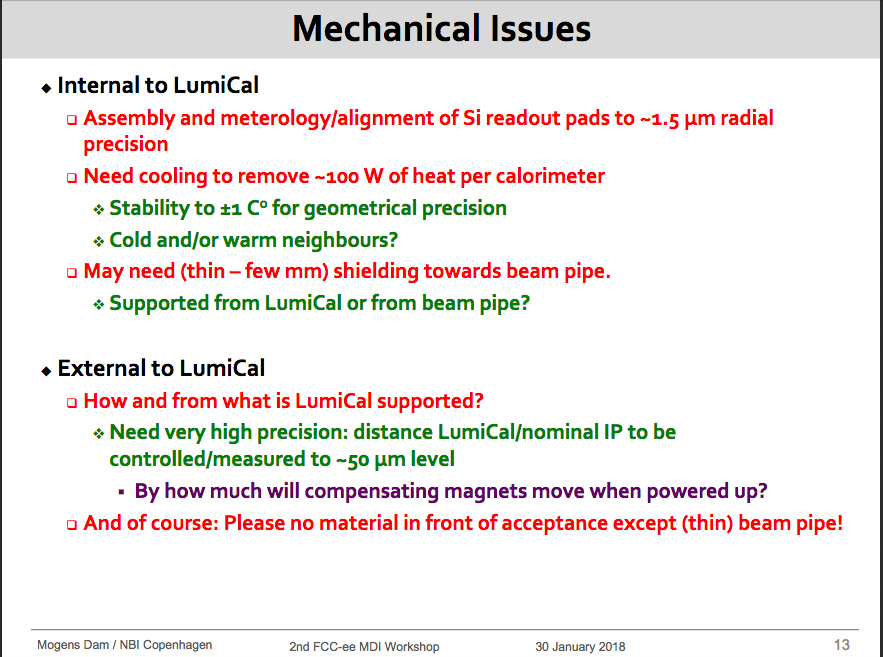 Mechanical Issues
◆ Internal to LumiCal
❑ Assembly and meterology/alignment of Si readout pads to ~1.5 μm radial
precision
❑ Need cooling to remove ~100 W of heat per calorimeter
❖ Stability to ±1 C° for geometrical precision
❖ Cold and/or warm neighbours?
❑ May need (thin – few mm) shielding towards beam pipe.
❖ Supported from LumiCal or from beam pipe?
◆ External to LumiCal
❑ How and from what is LumiCal supported?
❖ Need very high precision: distance LumiCal/nominal IP to be
controlled/measured to ~50 μm level
▪ By how much will compensating magnets move when powered up?
❑ And of course: Please no material in front of acceptance except (thin) beam pipe!
Mogens Dam / NBI Copenhagen 2nd FCC-ee MDI Workshop 30 January 2018 13